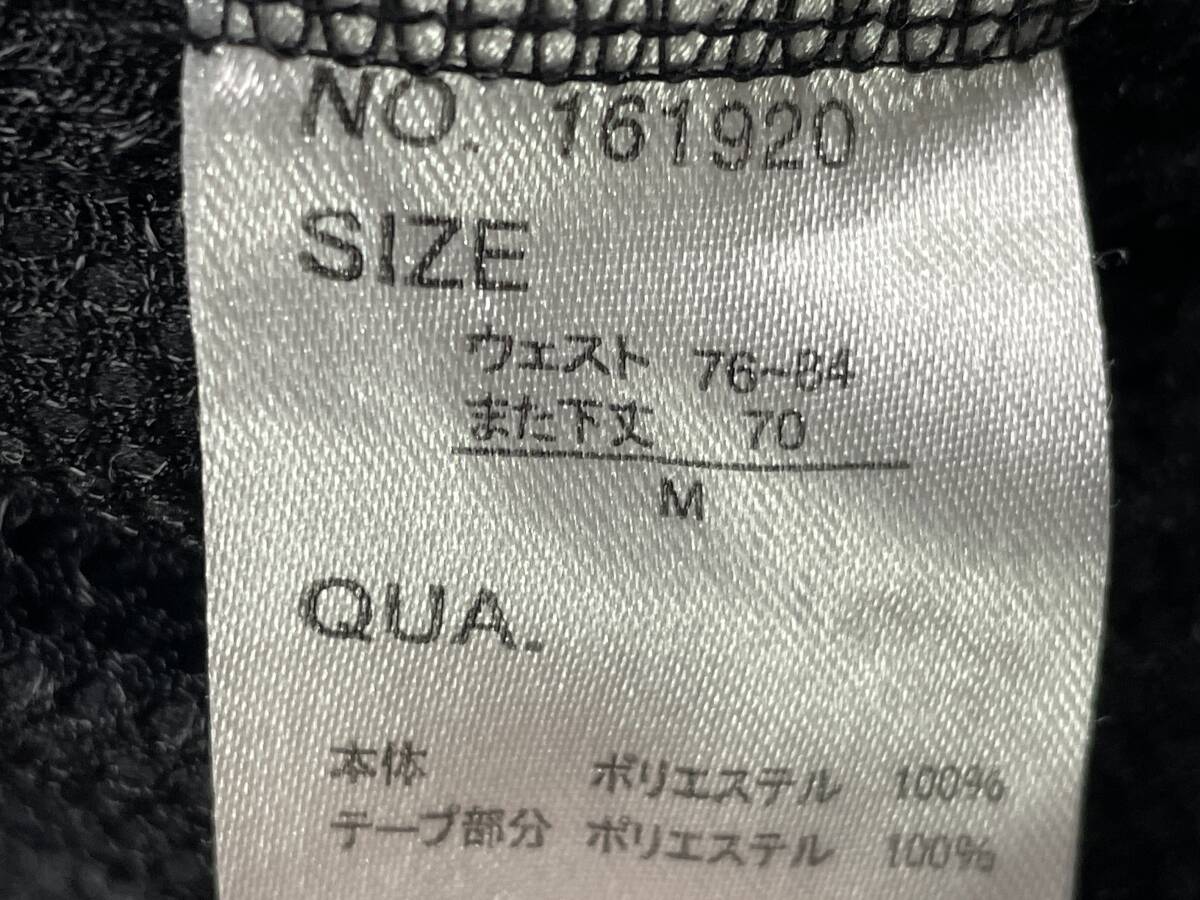 NO. 161920
SIZE
ウェスト 76~84
また下丈 70
M
QUA.
本体 ポリエステル 100%
テープ部分 ポリエステル 100%